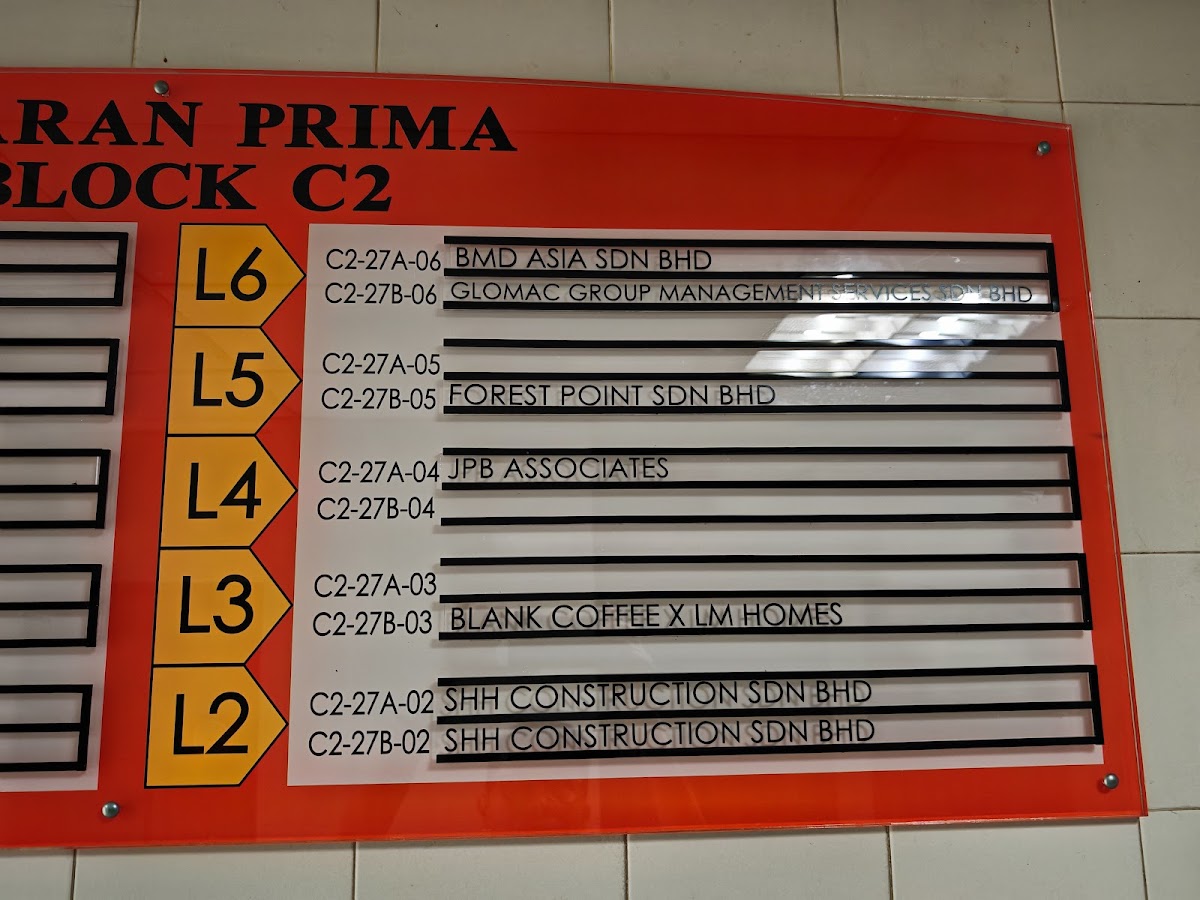 ARAN PRIMA
BLOCK C2
L6
C2-27A-06 BMD ASIA SDN BHD
C2-27B-06 GLOMAC GROUP MANAGEMENT SERVICES SDN BHD
L5
C2-27A-05
C2-27B-05 FOREST POINT SDN BHD
L4
C2-27A-04 JPB ASSOCIATES
C2-27B-04
L3
C2-27A-03
C2-27B-03 BLANK COFFEE X LM HOMES
L2
C2-27A-02 SHH CONSTRUCTION SDN BHD
C2-27B-02 SHH CONSTRUCTION SDN BHD